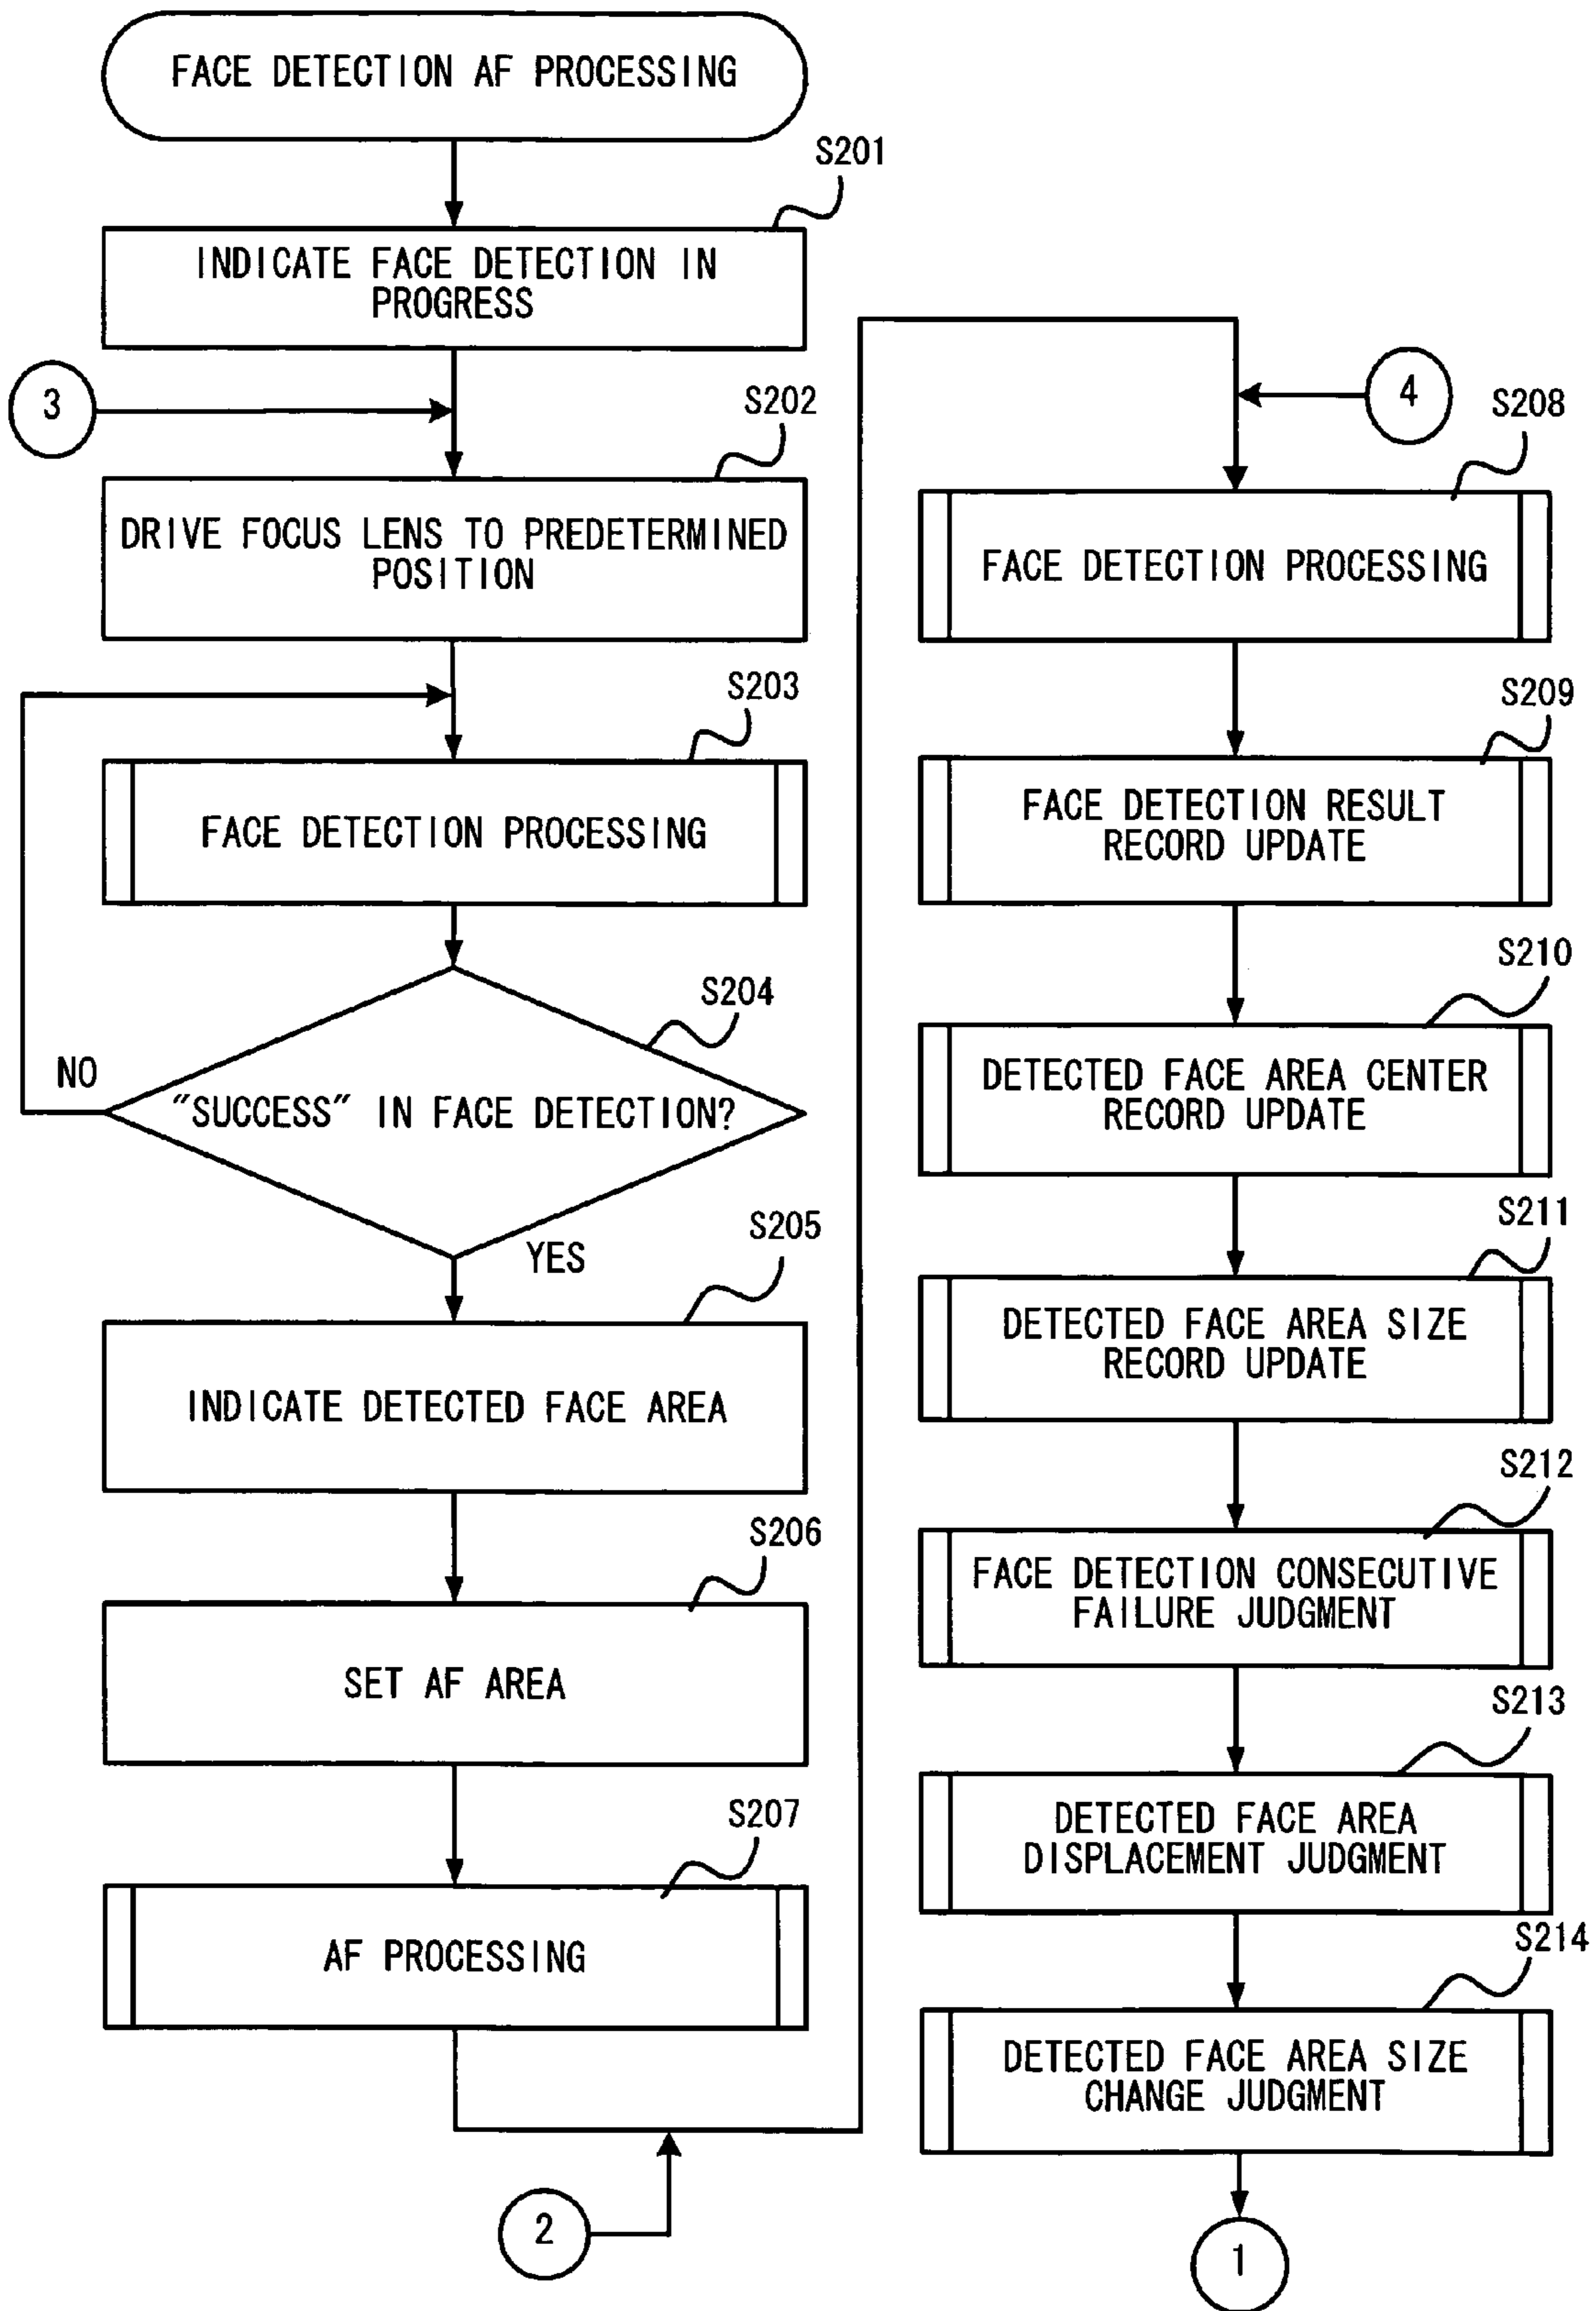 FACE DETECTION AF PROCESSING
S201
INDICATE FACE DETECTION IN
PROGRESS
3
S202
DRIVE FOCUS LENS TO PREDETERMINED
POSITION
S203
FACE DETECTION PROCESSING
S204
NO
"SUCCESS" IN FACE DETECTION?
YES
S205
INDICATE DETECTED FACE AREA
S206
SET AF AREA
S207
AF PROCESSING
2
4
S208
FACE DETECTION PROCESSING
S209
FACE DETECTION RESULT
RECORD UPDATE
S210
DETECTED FACE AREA CENTER
RECORD UPDATE
S211
DETECTED FACE AREA SIZE
RECORD UPDATE
S212
FACE DETECTION CONSECUTIVE
FAILURE JUDGMENT
S213
DETECTED FACE AREA
DISPLACEMENT JUDGMENT
S214
DETECTED FACE AREA SIZE
CHANGE JUDGMENT
1